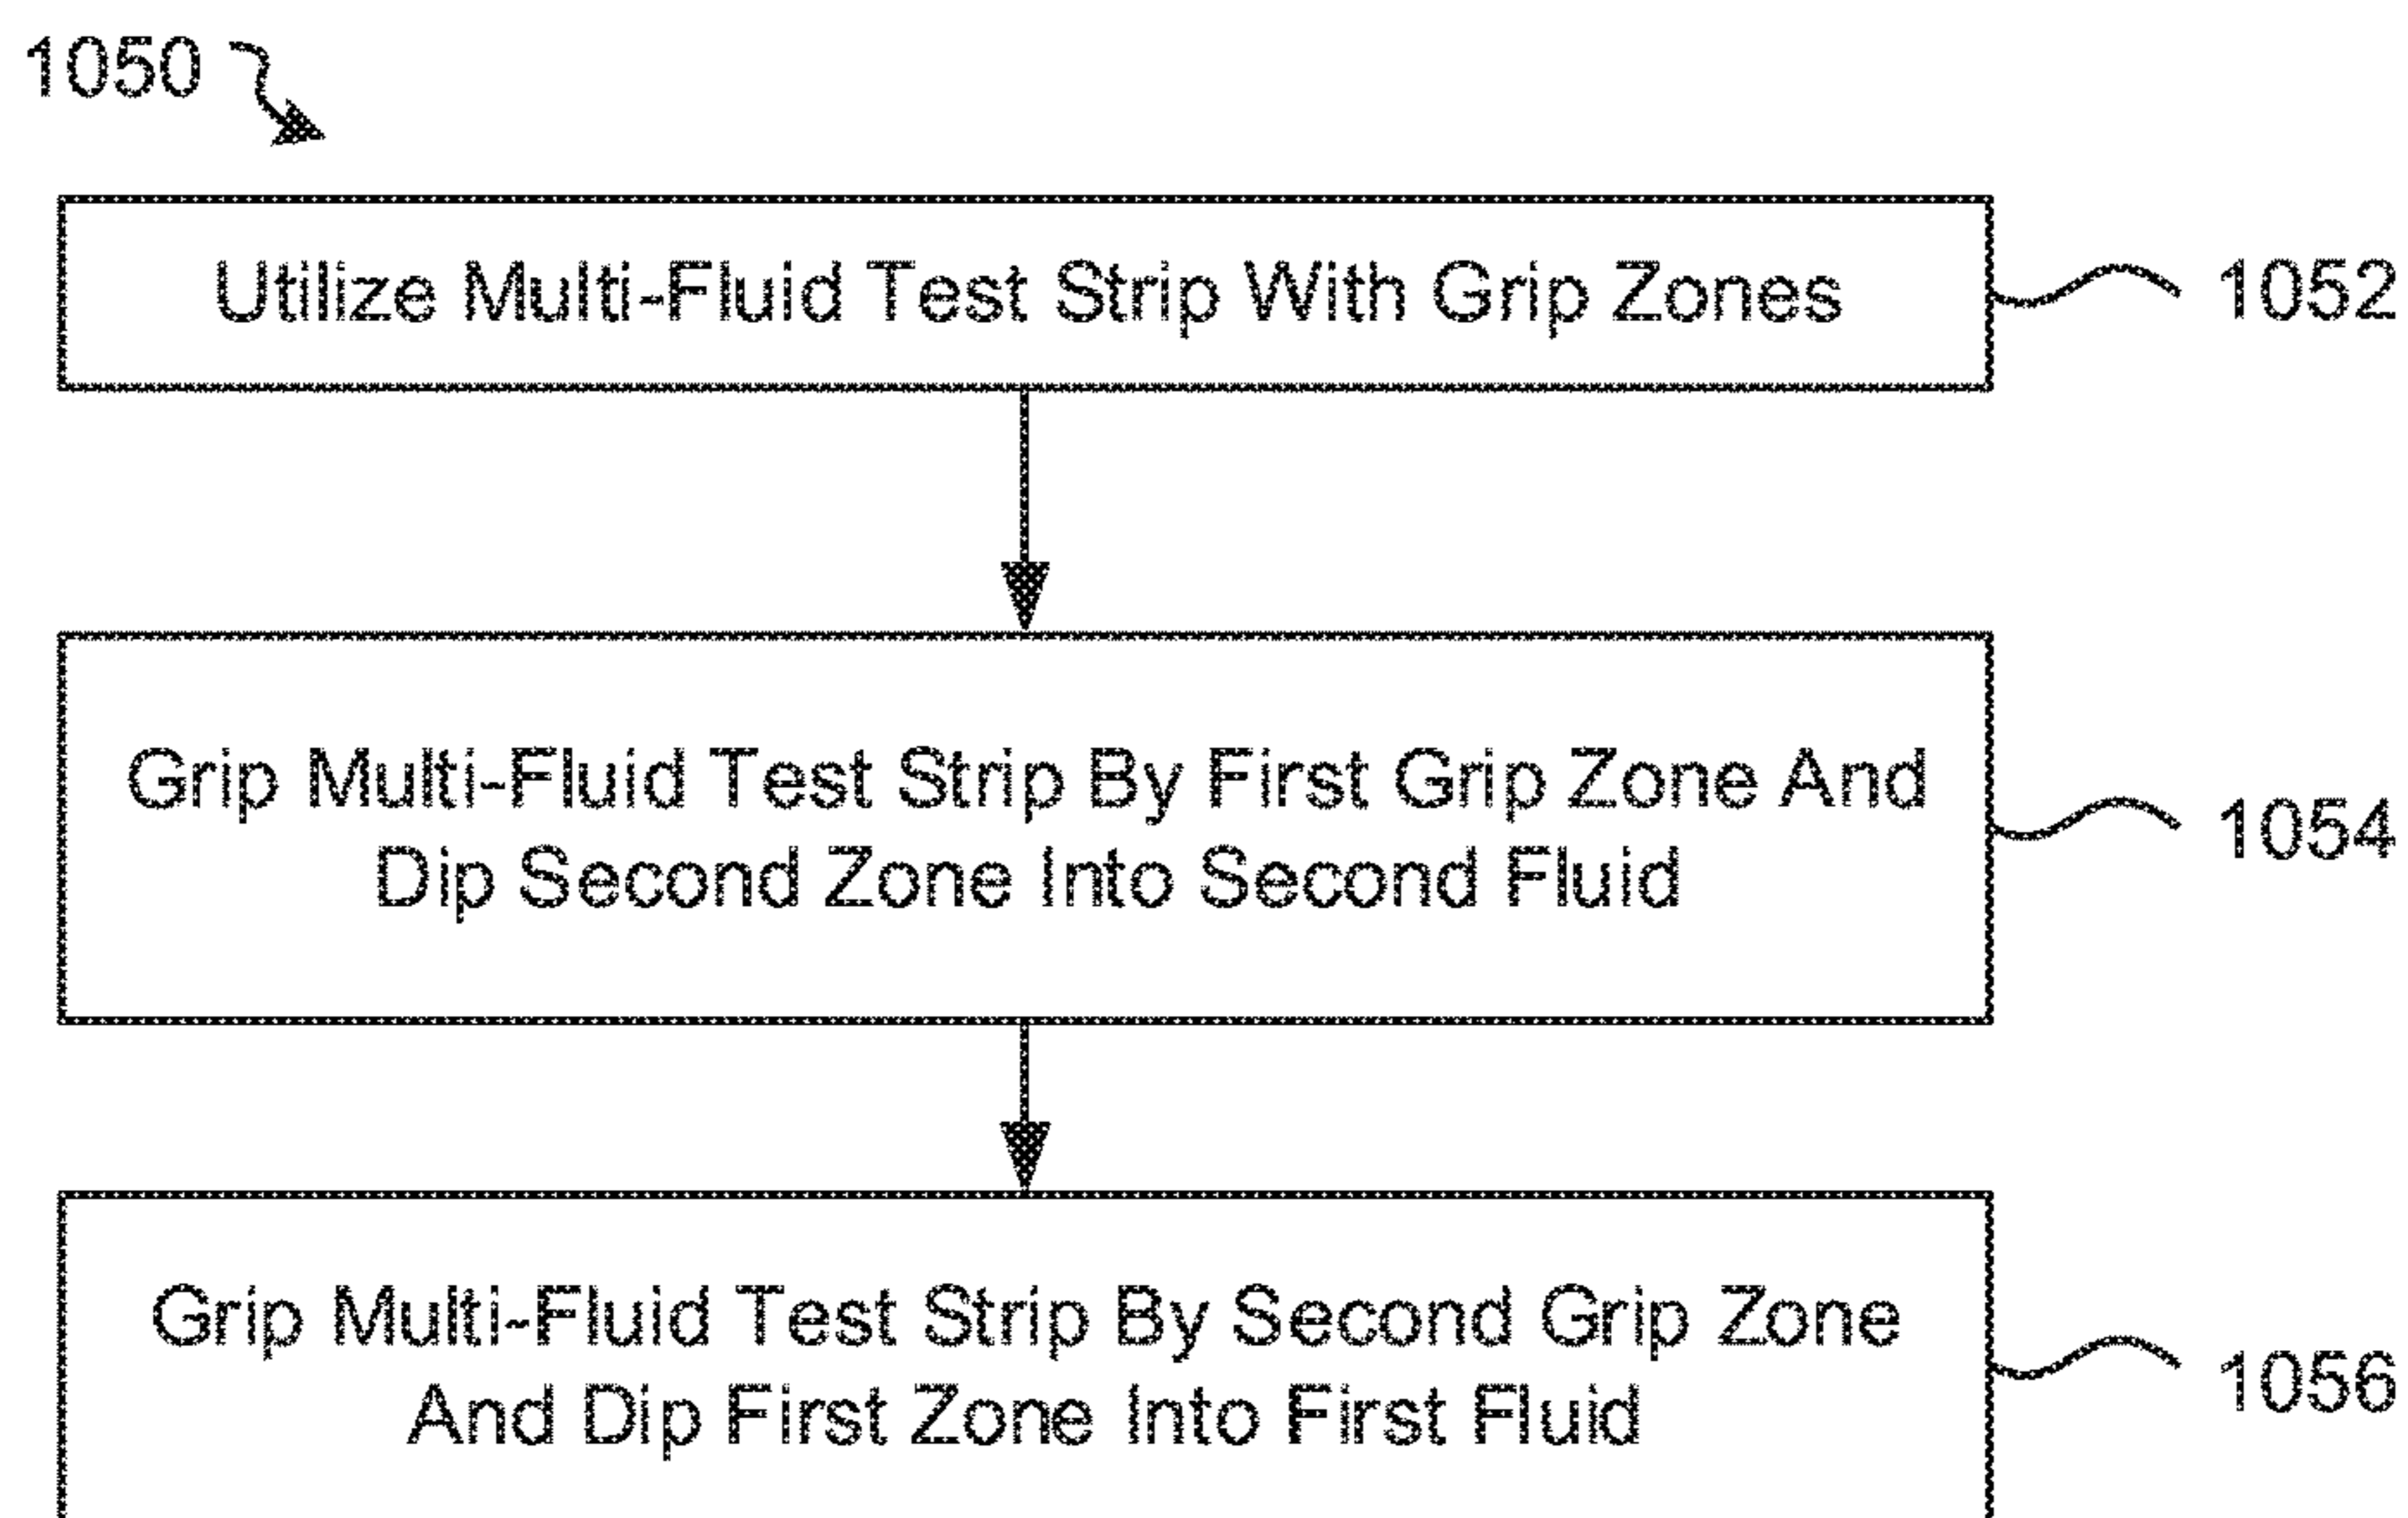 1050
Utilize Multi-Fluid Test Strip With Grip Zones
1052
Grip Multi-Fluid Test Strip By First Grip Zone And
Dip Second Zone Into Second Fluid
1054
Grip Multi-Fluid Test Strip By Second Grip Zone
And Dip First Zone Into First Fluid
1056